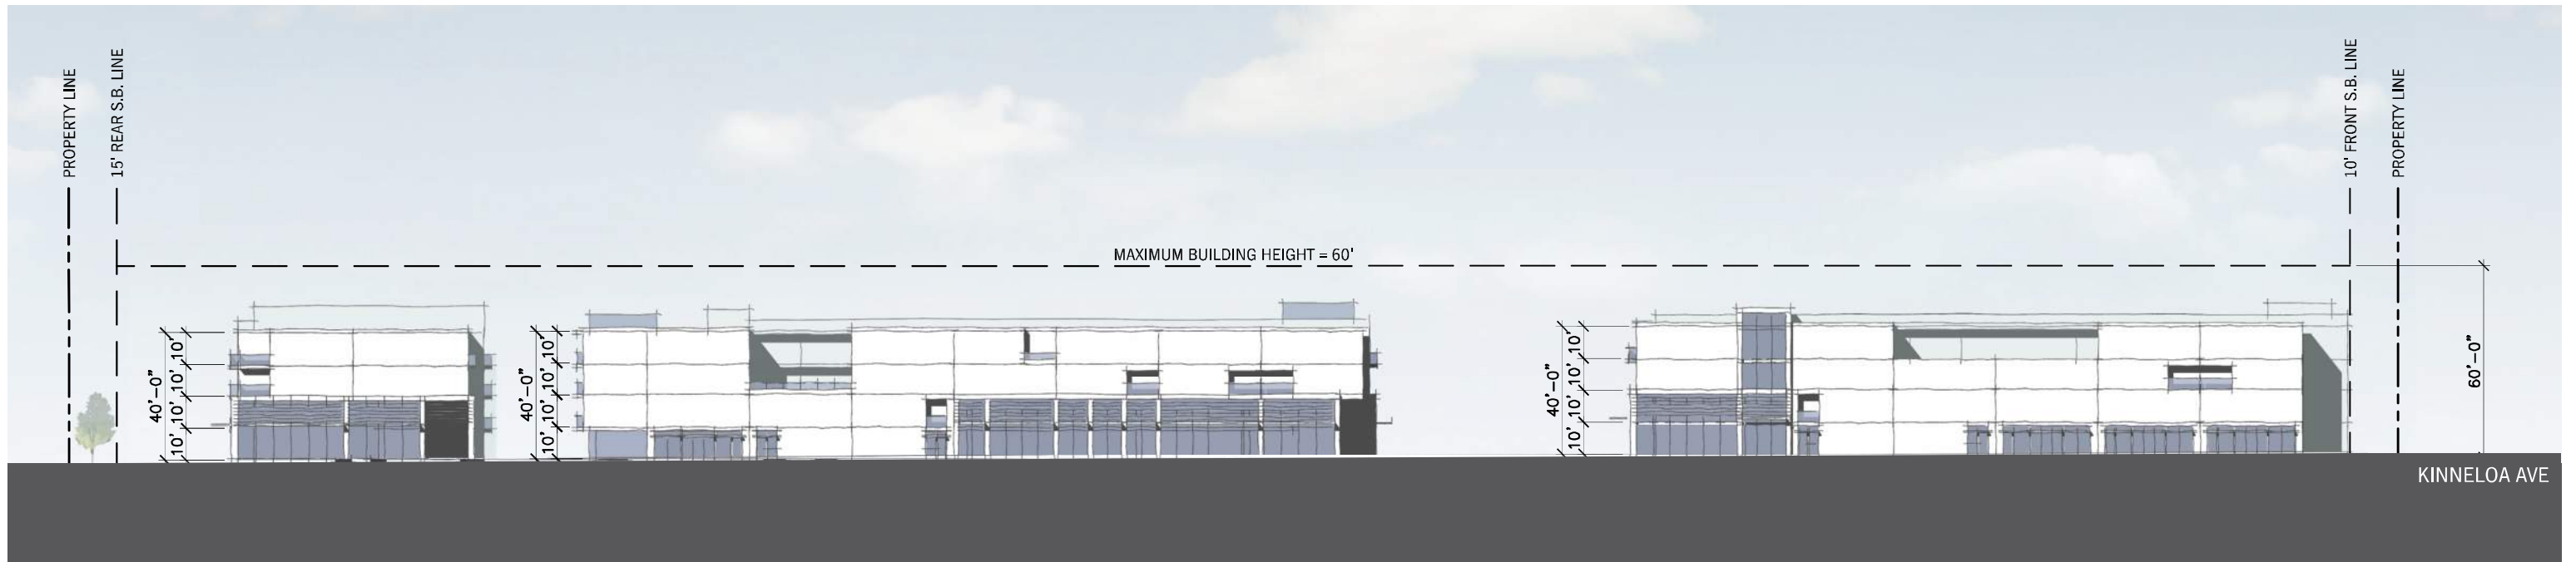 PROPERTY LINE
15' REAR S.B. LINE
10' FRONT S.B. LINE
PROPERTY LINE
MAXIMUM BUILDING HEIGHT = 60'
40'-0"
10'
10'
10'
10'
40'-0"
10'
10'
10'
10'
40'-0"
10'
10'
10'
10'
60'-0"
KINNELOA AVE